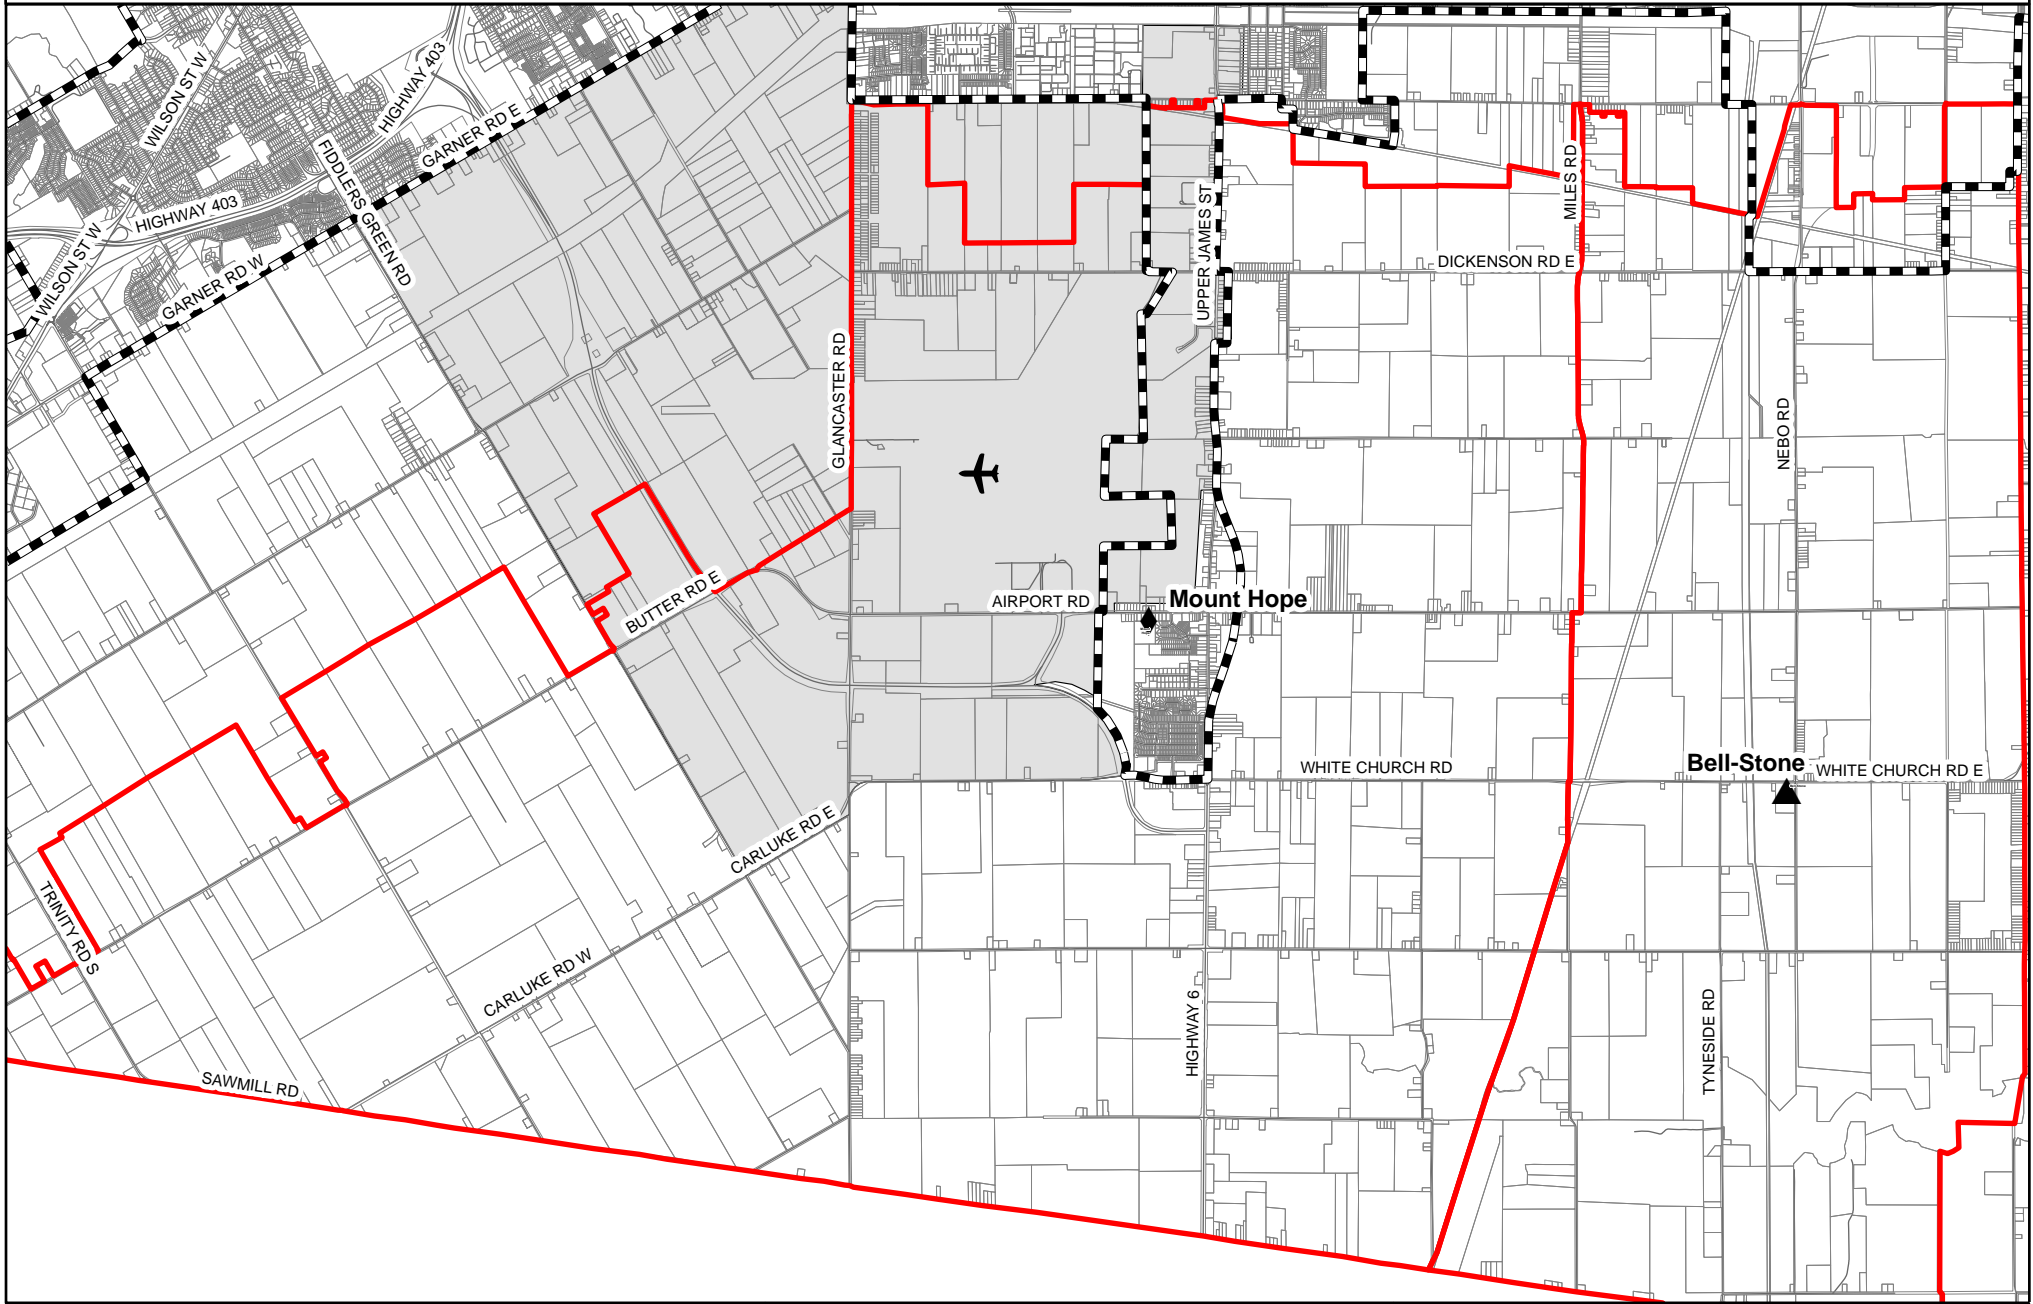 WILSON ST W
HIGHWAY 403
GARNER RD E
FIDDLERS GREEN RD
HIGHWAY 403
WILSON ST W
GARNER RD W
MILES RD
UPPER JAMES ST
DICKENSON RD E
GLANCASTER RD
NEBO RD
BUTTER RD E
AIRPORT RD
Mount Hope
WHITE CHURCH RD
Bell-Stone
WHITE CHURCH RD E
CARLUKE RD E
TRINITY RD S
CARLUKE RD W
HIGHWAY 6
TYNESIDE RD
SAWMILL RD